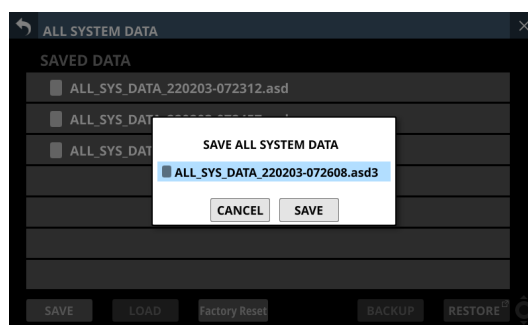 ALL SYSTEM DATA
SAVED DATA
ALL_SYS_DATA_220203-072312.asd
ALL_SYS_DAT
ALL_SYS_DAT
SAVE ALL SYSTEM DATA
ALL_SYS_DATA_220203-072608.asd3
CANCEL SAVE
SAVE LOAD Factory Reset BACKUP RESTORE